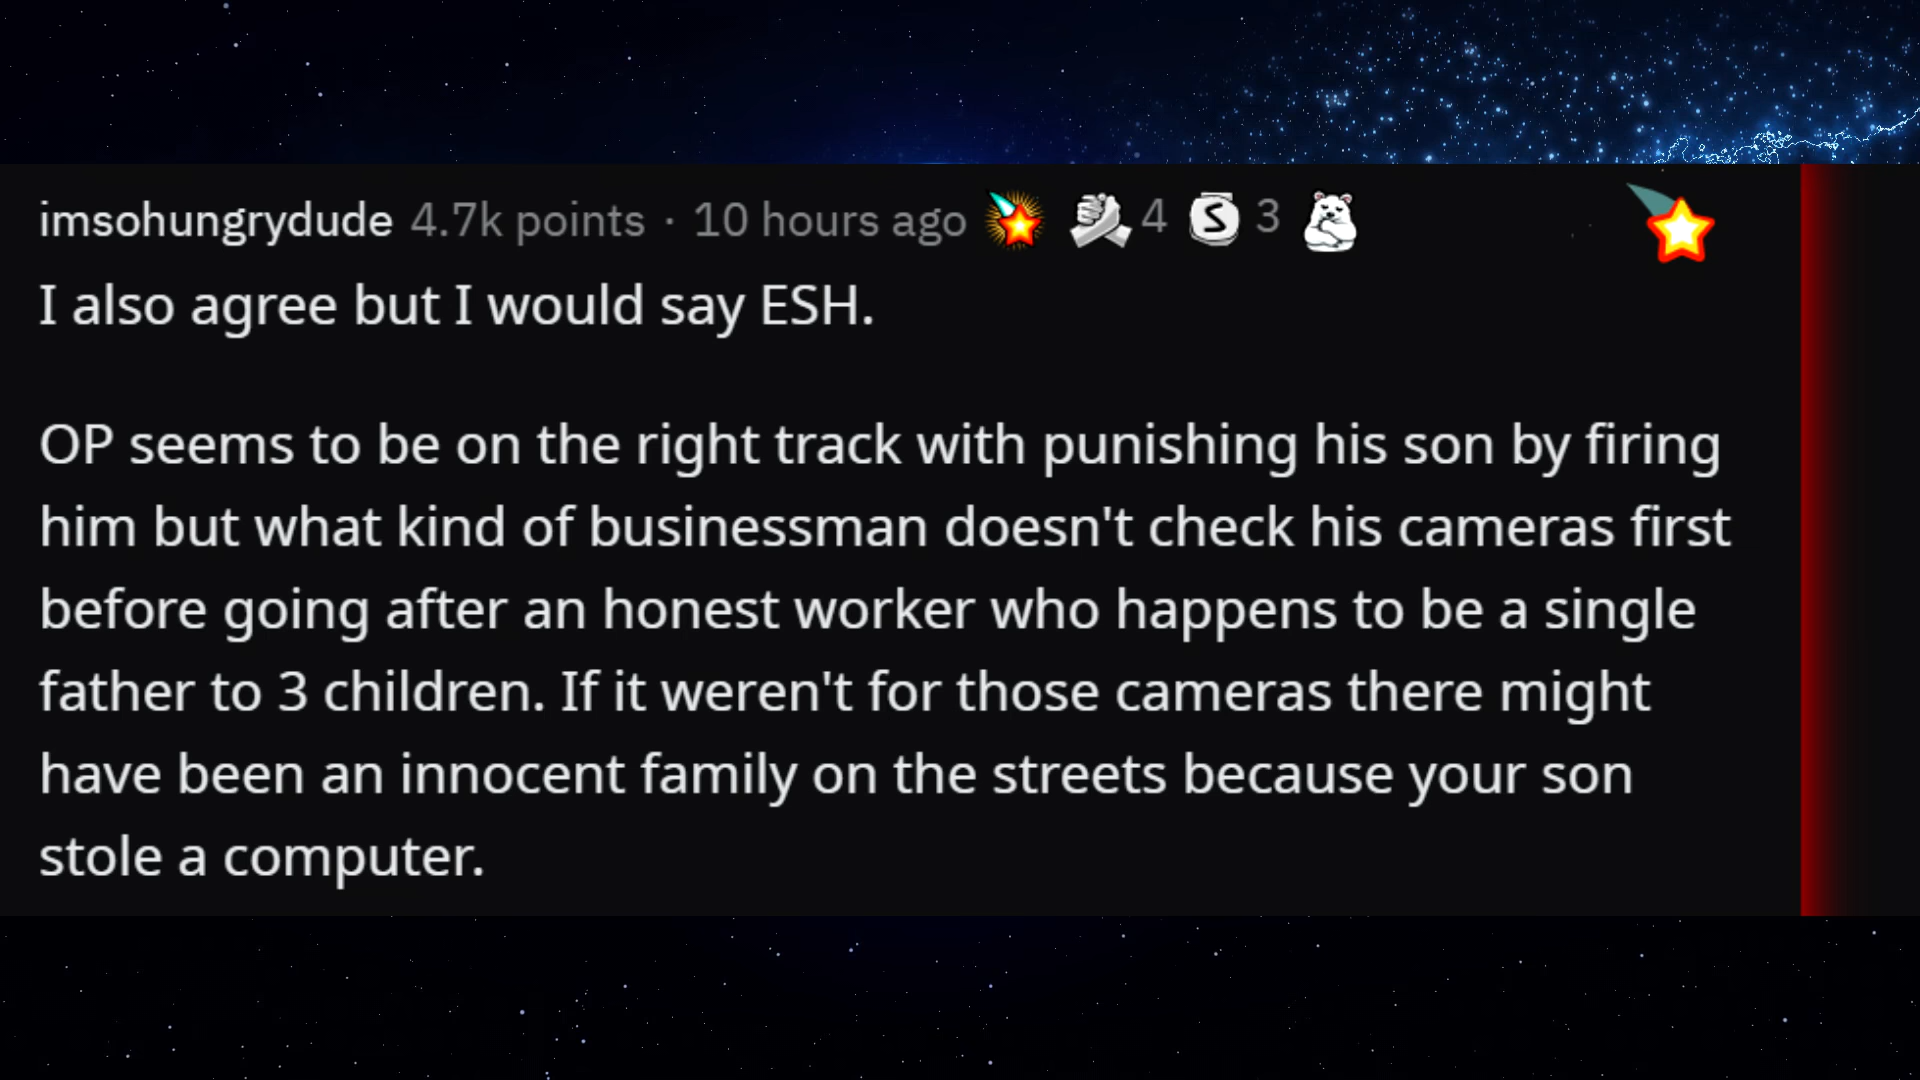 imsohungrydude 4.7k points · 10 hours ago 4 S 3
I also agree but I would say ESH.
OP seems to be on the right track with punishing his son by firing
him but what kind of businessman doesn't check his cameras first
before going after an honest worker who happens to be a single
father to 3 children. If it weren't for those cameras there might
have been an innocent family on the streets because your son
stole a computer.